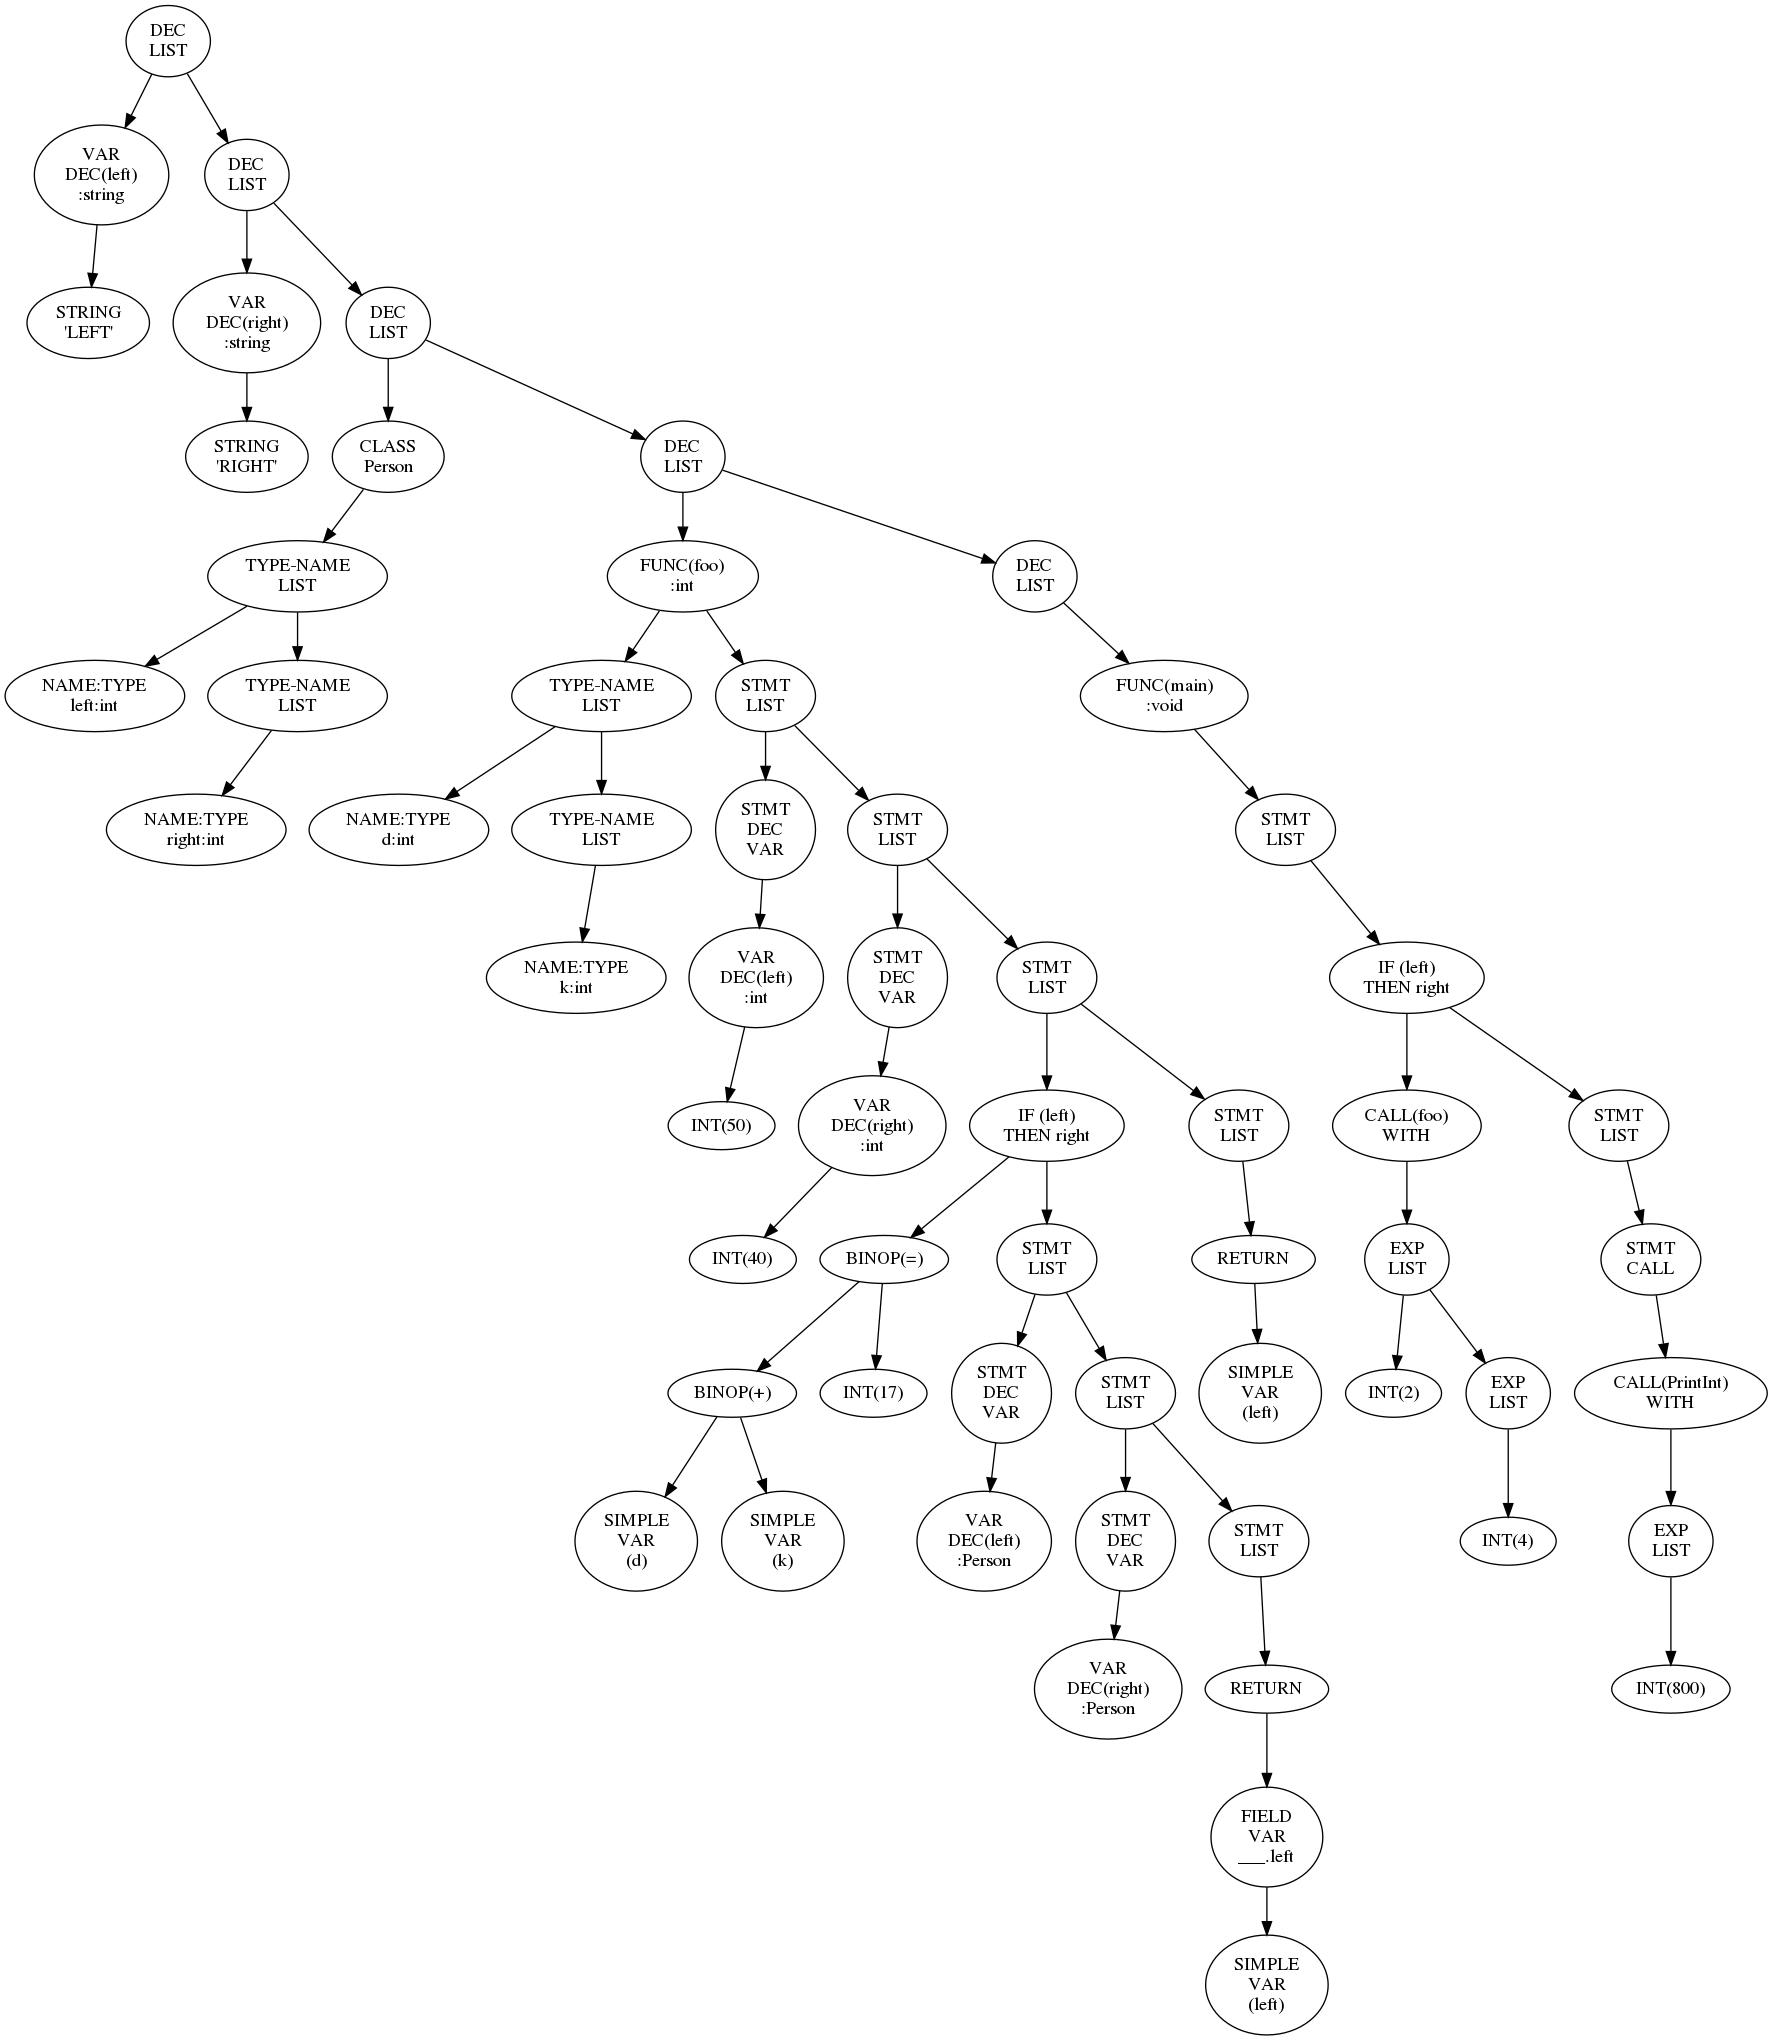 DEC
LIST
VAR
DEC(left)
:string
DEC
LIST
STRING
'LEFT'
VAR
DEC(right)
:string
DEC
LIST
STRING
'RIGHT'
CLASS
Person
DEC
LIST
TYPE-NAME
LIST
FUNC(foo)
:int
DEC
LIST
NAME:TYPE
left:int
TYPE-NAME
LIST
TYPE-NAME
LIST
STMT
LIST
FUNC(main)
:void
NAME:TYPE
right:int
NAME:TYPE
d:int
TYPE-NAME
LIST
STMT
DEC
VAR
STMT
LIST
STMT
LIST
NAME:TYPE
k:int
VAR
DEC(left)
:int
STMT
DEC
VAR
STMT
LIST
IF (left)
THEN right
INT(50)
VAR
DEC(right)
:int
IF (left)
THEN right
STMT
LIST
CALL(foo)
WITH
STMT
LIST
INT(40)
BINOP(=)
STMT
LIST
RETURN
EXP
LIST
STMT
CALL
BINOP(+)
INT(17)
STMT
DEC
VAR
STMT
LIST
SIMPLE
VAR
(left)
INT(2)
EXP
LIST
CALL(PrintInt)
WITH
SIMPLE
VAR
(d)
SIMPLE
VAR
(k)
VAR
DEC(left)
:Person
STMT
DEC
VAR
STMT
LIST
INT(4)
EXP
LIST
VAR
DEC(right)
:Person
RETURN
INT(800)
FIELD
VAR
___.left
SIMPLE
VAR
(left)